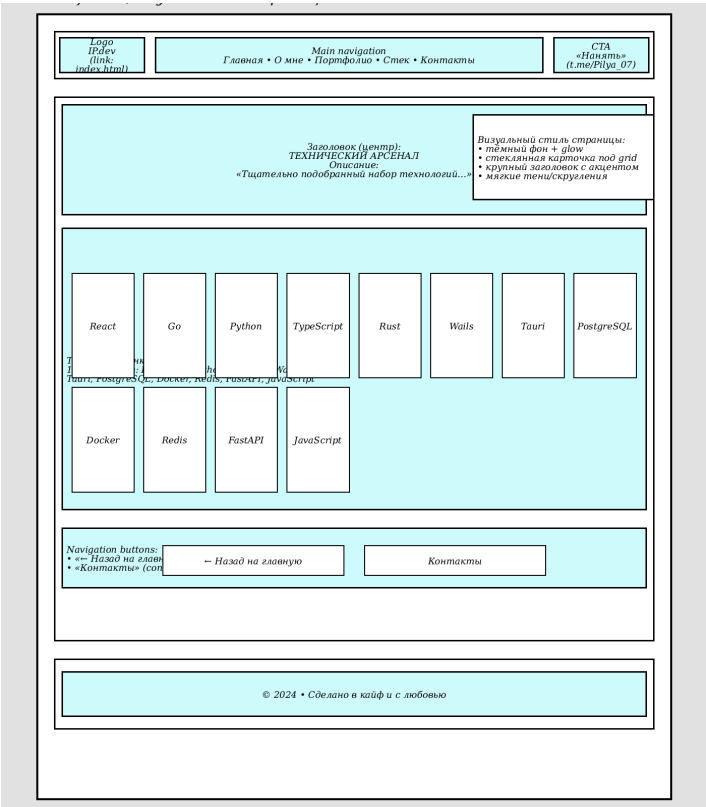 Logo
IP.dev
(link:
index.html)
Main navigation
Главная • О мне • Портфолио • Стек • Контакты
CTA
«Нанять»
(t.me/Pilya_07)
Заголовок (центр):
ТЕХНИЧЕСКИЙ АРСЕНАЛ
Описание:
«Тщательно подобранный набор технологий...»
Визуальный стиль страницы:
• тёмный фон + glow
• стеклянная карточка под grid
• крупный заголовок с акцентом
• мягкие тени/скругления
React
Go
Python
TypeScript
Rust
Wails
Tauri
PostgreSQL
Tauri, PostgreSQL, Docker, Redis, FastAPI, JavaScript
Docker
Redis
FastAPI
JavaScript
Navigation buttons:
• «← Назад на
• «Контакты»
← Назад на главную
Контакты
© 2024 • Сделано в кайф и с любовью